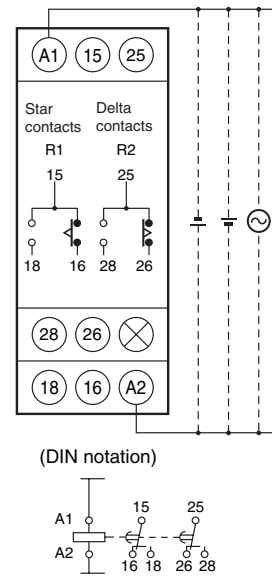 A1 15 25
Star Delta
contacts contacts
R1 R2
15 25
18 16 28 26
28 26
18 16 A2
(DIN notation)
A1 15 25
A2 16 18 26 28